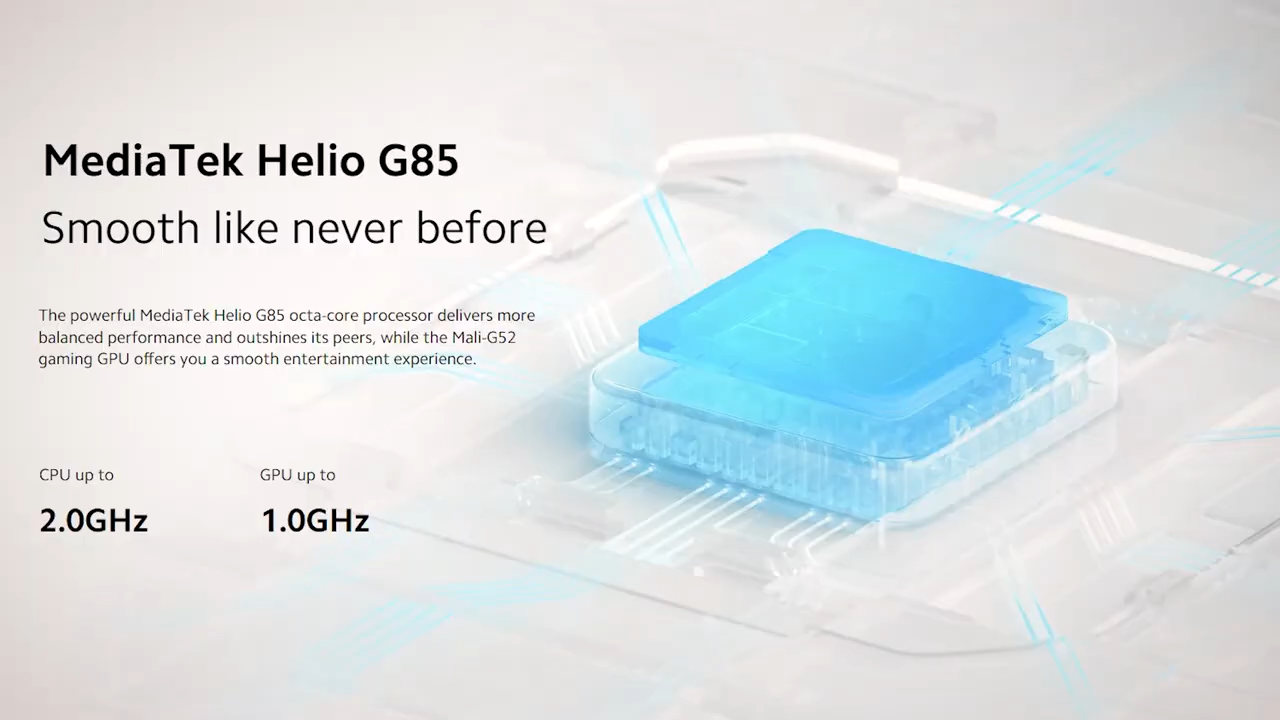 MediaTek Helio G85
Smooth like never before
The powerful MediaTek Helio G85 octa-core processor delivers more
balanced performance and outshines its peers, while the Mali-G52
gaming GPU offers you a smooth entertainment experience.
CPU up to
2.0GHz
GPU up to
1.0GHz